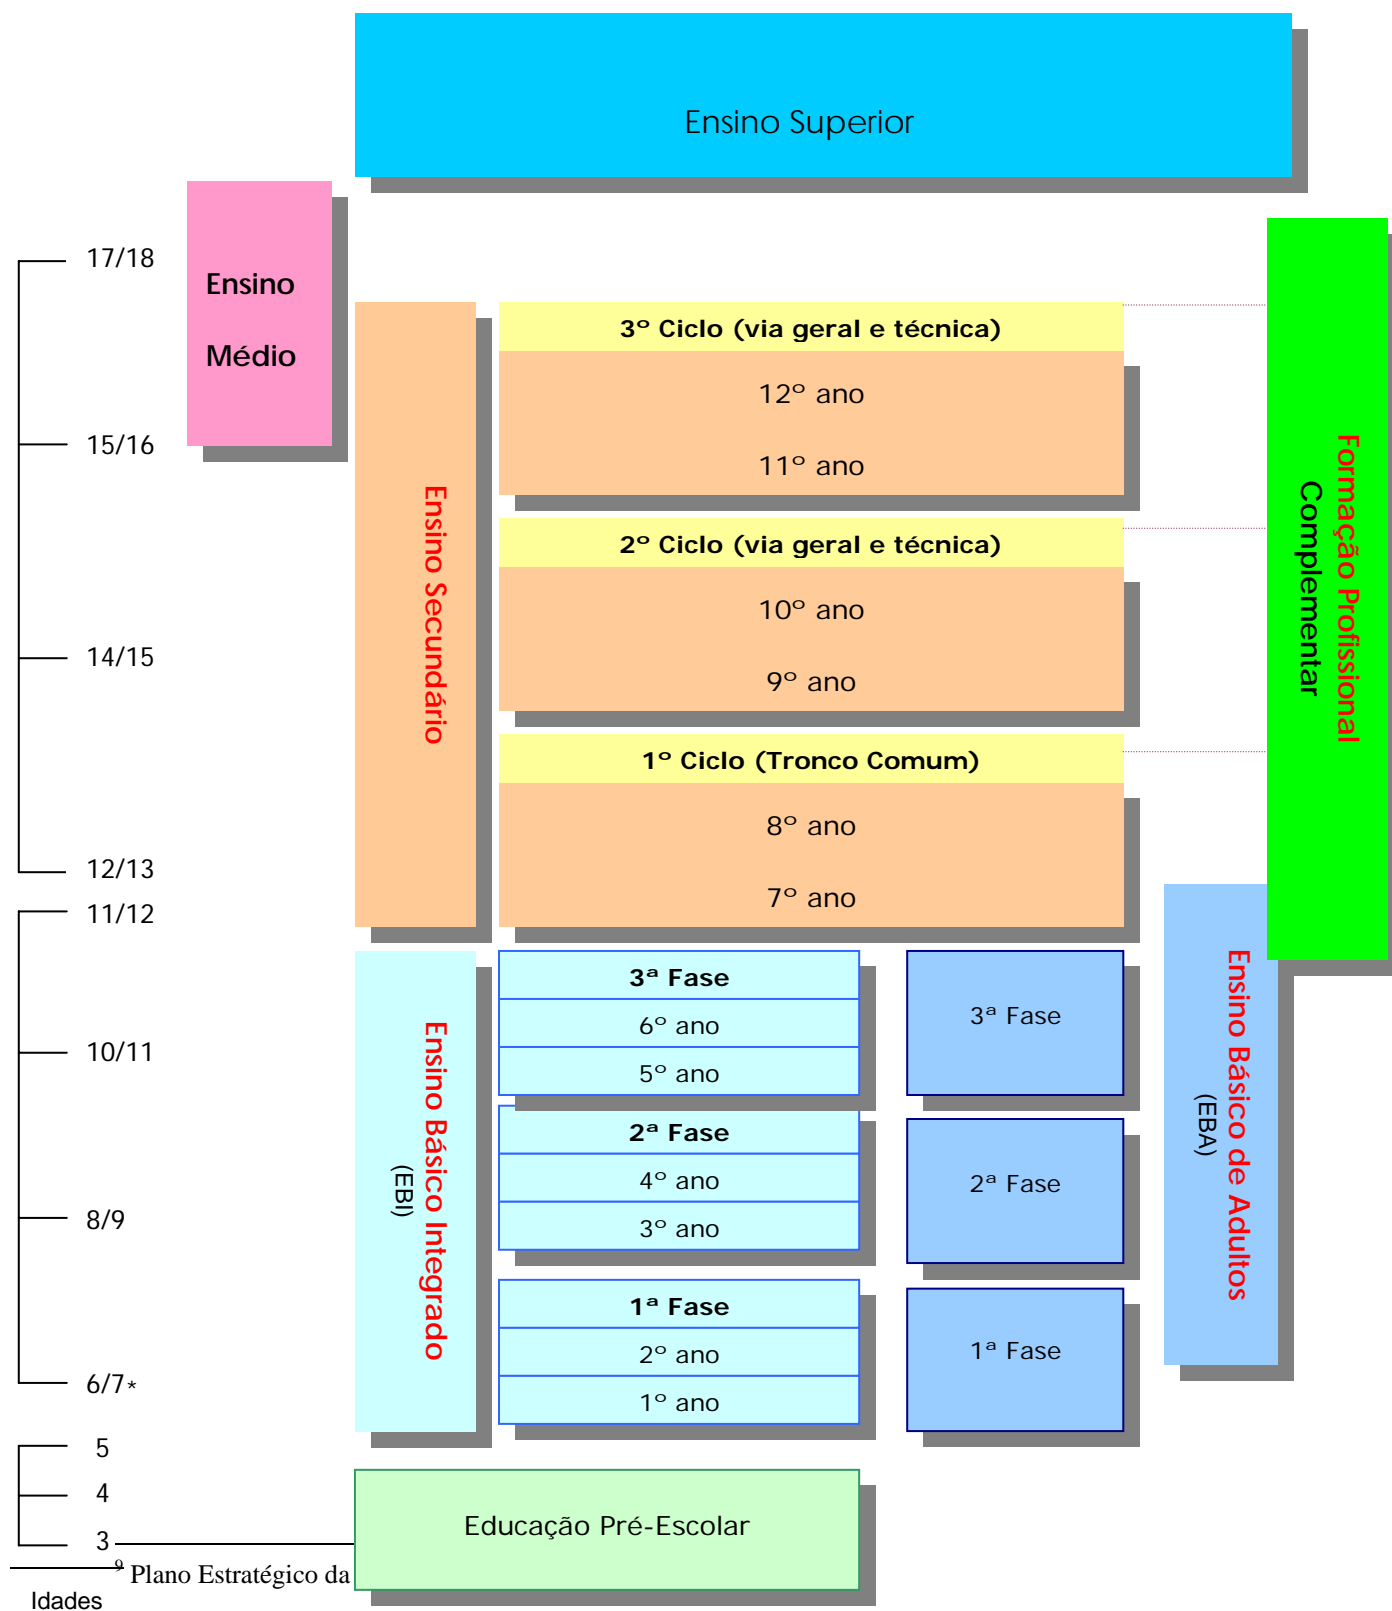 Ensino Superior
17/18
Ensino
Médio
15/16
14/15
12/13
11/12
10/11
8/9
6/7*
5
4
3
Idades
Ensino Secundário
3º Ciclo (via geral e técnica)
12º ano
11º ano
2º Ciclo (via geral e técnica)
10º ano
9º ano
1º Ciclo (Tronco Comum)
8º ano
7º ano
Formação Profissional
Complementar
Ensino Básico Integrado
(EBI)
3ª Fase
6º ano
5º ano
2ª Fase
4º ano
3º ano
1ª Fase
2º ano
1º ano
3ª Fase
2ª Fase
1ª Fase
Ensino Básico de Adultos
(EBA)
Educação Pré-Escolar
9 Plano Estratégico da